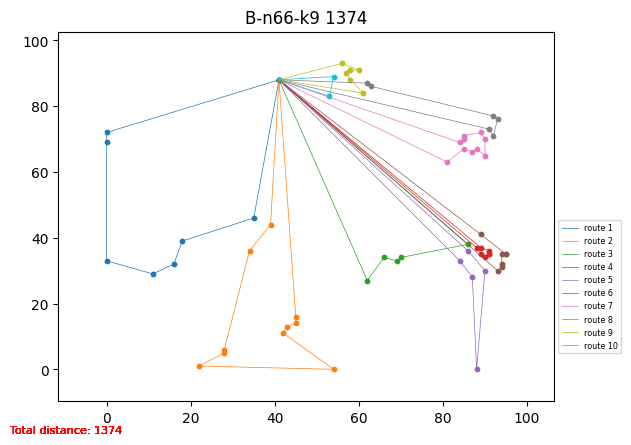 B-n66-k9 1374
100
80
60
40
20
0
0 20 40 60 80 100
route 1
route 2
route 3
route 4
route 5
route 6
route 7
route 8
route 9
route 10
Total distance: 1374